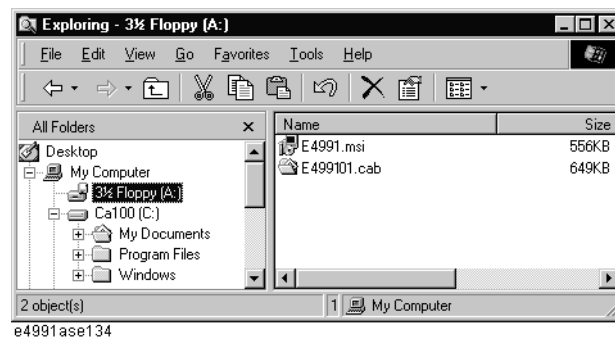 Exploring - 3½ Floppy (A:)
File Edit View Go Favorites Tools Help
All Folders
Desktop
My Computer
3½ Floppy (A:)
Ca100 (C:)
My Documents
Program Files
Windows
Name Size
E4991.msi 556KB
E499101.cab 649KB
2 object(s) 1 My Computer
e4991ase134